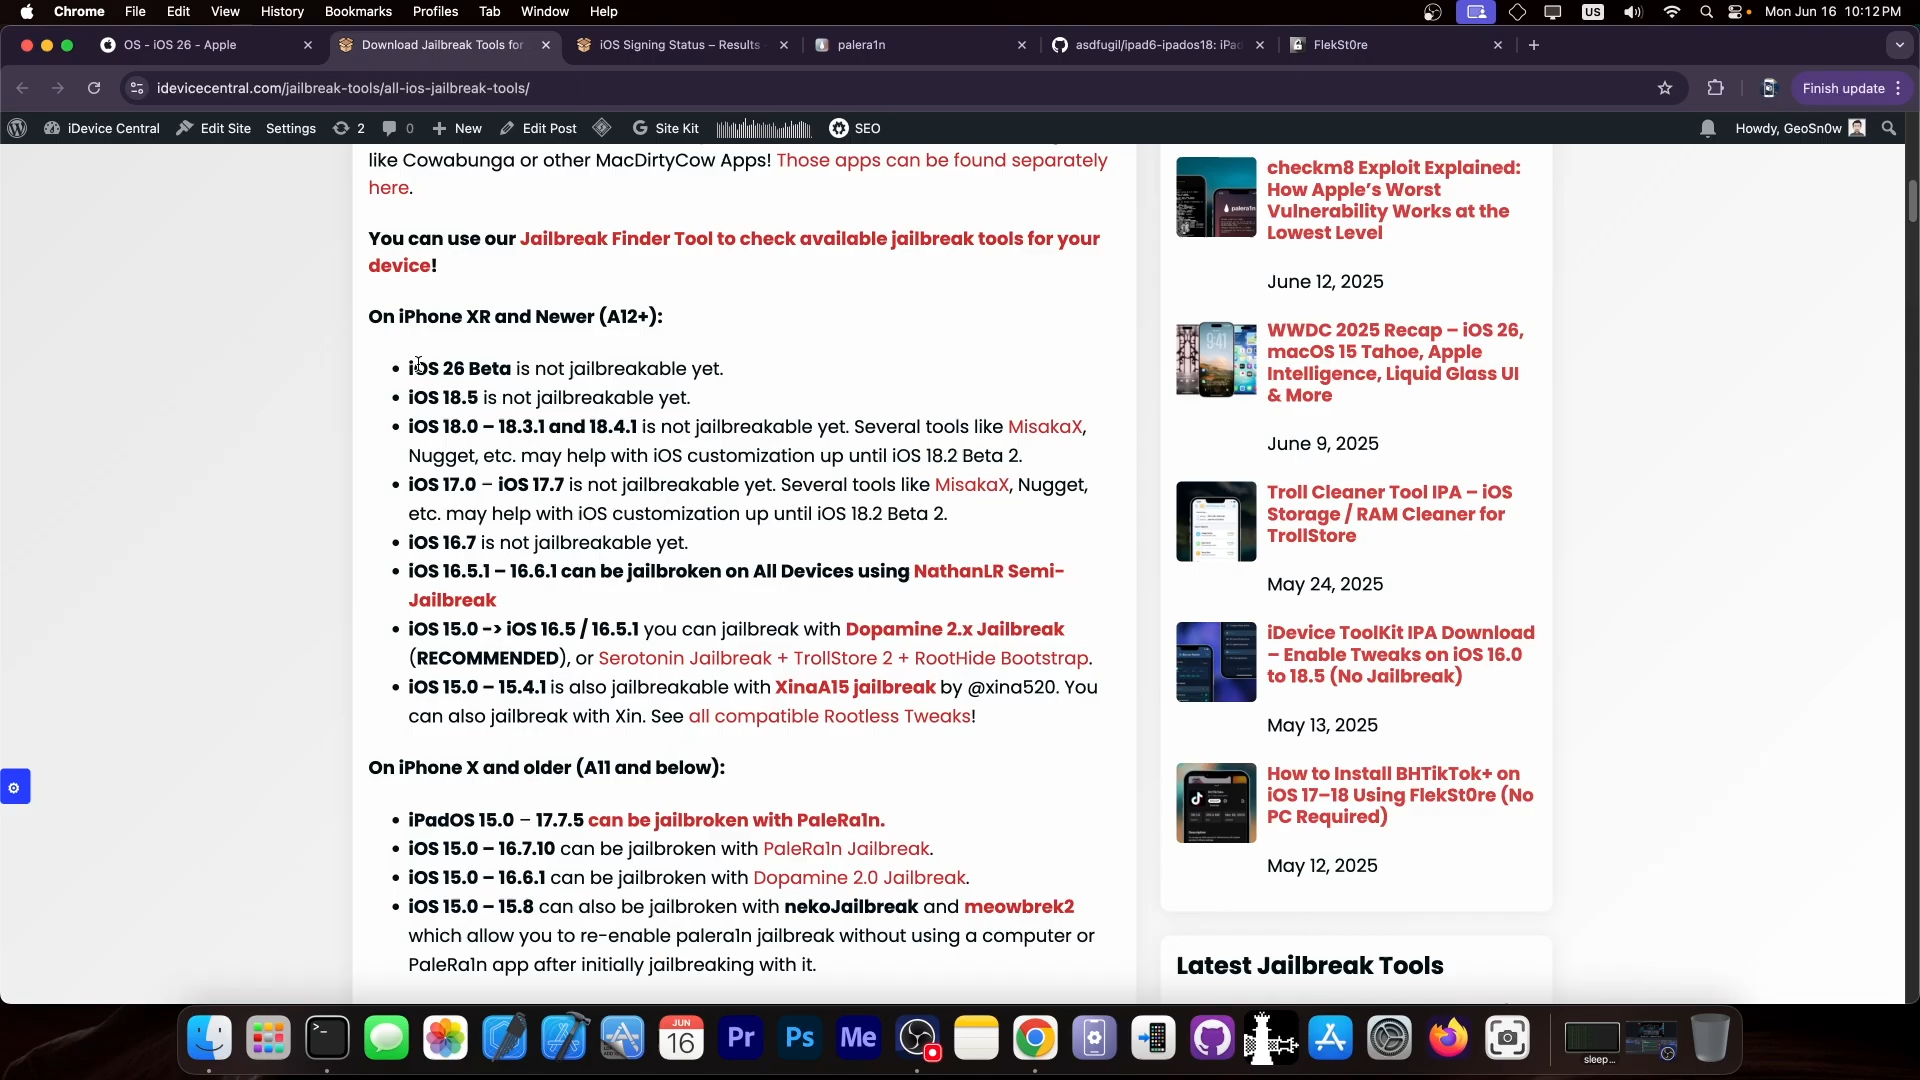 Chrome File Edit View History Bookmarks Profiles Tab Window Help US Mon Jun 16 10:12 PM
OS - iOS 26 - Apple Download Jailbreak Tools for iOS Signing Status – Results palera1n asdfugil/ipad6-ipados18: iPad FlekSt0re
idevicecentral.com/jailbreak-tools/all-ios-jailbreak-tools/ Finish update
iDevice Central Edit Site Settings 2 0 New Edit Post Site Kit SEO Howdy, GeoSn0w
like Cowabunga or other MacDirtyCow Apps! Those apps can be found separately
here.
You can use our Jailbreak Finder Tool to check available jailbreak tools for your
device!
On iPhone XR and Newer (A12+):
• iOS 26 Beta is not jailbreakable yet.
• iOS 18.5 is not jailbreakable yet.
• iOS 18.0 – 18.3.1 and 18.4.1 is not jailbreakable yet. Several tools like MisakaX,
Nugget, etc. may help with iOS customization up until iOS 18.2 Beta 2.
• iOS 17.0 – iOS 17.7 is not jailbreakable yet. Several tools like MisakaX, Nugget,
etc. may help with iOS customization up until iOS 18.2 Beta 2.
• iOS 16.7 is not jailbreakable yet.
• iOS 16.5.1 – 16.6.1 can be jailbroken on All Devices using NathanLR Semi-
Jailbreak
• iOS 15.0 -> iOS 16.5 / 16.5.1 you can jailbreak with Dopamine 2.x Jailbreak
(RECOMMENDED), or Serotonin Jailbreak + TrollStore 2 + RootHide Bootstrap.
• iOS 15.0 – 15.4.1 is also jailbreakable with XinaA15 jailbreak by @xina520. You
can also jailbreak with Xin. See all compatible Rootless Tweaks!
On iPhone X and older (A11 and below):
• iPadOS 15.0 – 17.7.5 can be jailbroken with PaleRa1n.
• iOS 15.0 – 16.7.10 can be jailbroken with PaleRa1n Jailbreak.
• iOS 15.0 – 16.6.1 can be jailbroken with Dopamine 2.0 Jailbreak.
• iOS 15.0 – 15.8 can also be jailbroken with nekoJailbreak and meowbrek2
which allow you to re-enable palera1n jailbreak without using a computer or
PaleRa1n app after initially jailbreaking with it.
checkm8 Exploit Explained:
How Apple's Worst
Vulnerability Works at the
Lowest Level
June 12, 2025
WWDC 2025 Recap – iOS 26,
macOS 15 Tahoe, Apple
Intelligence, Liquid Glass UI
& More
June 9, 2025
Troll Cleaner Tool IPA – iOS
Storage / RAM Cleaner for
TrollStore
May 24, 2025
iDevice ToolKit IPA Download
– Enable Tweaks on iOS 16.0
to 18.5 (No Jailbreak)
May 13, 2025
How to Install BHTikTok+ on
iOS 17–18 Using FlekSt0re (No
PC Required)
May 12, 2025
Latest Jailbreak Tools
JUN
16
Pr Ps Me
sleep...